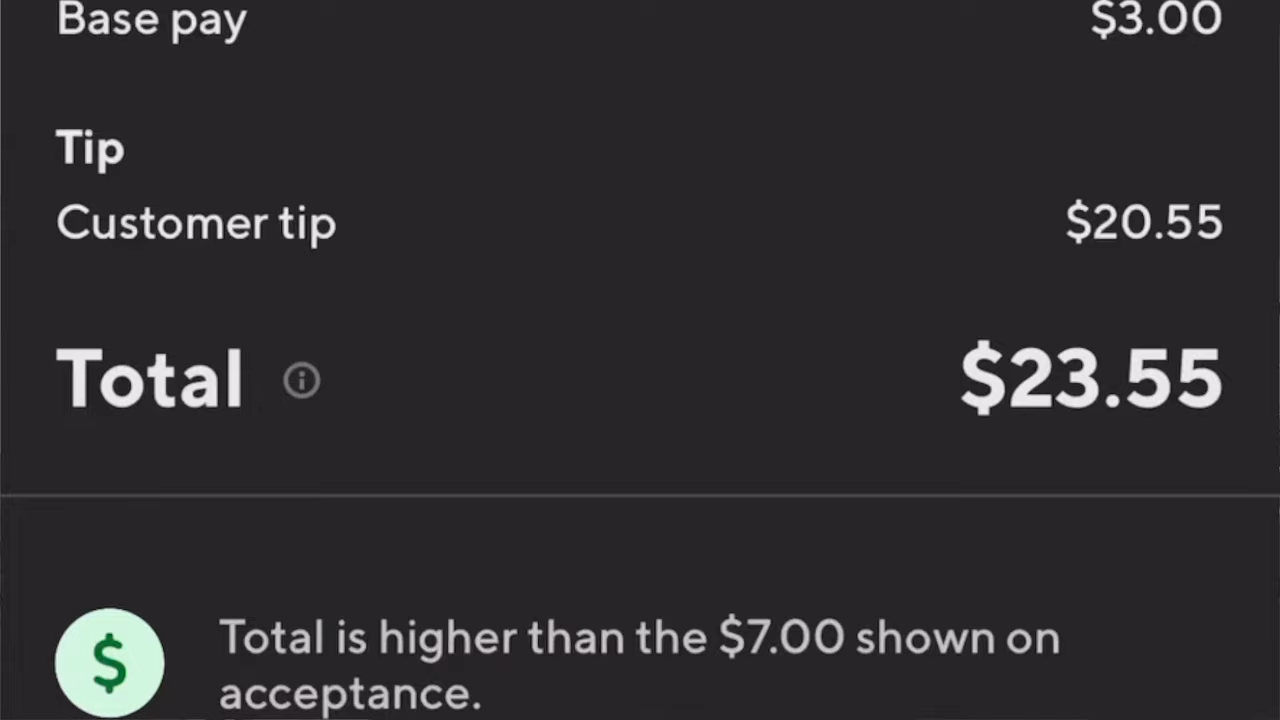 Base pay $3.00
Tip
Customer tip $20.55
Total $23.55
$ Total is higher than the $7.00 shown on
acceptance.